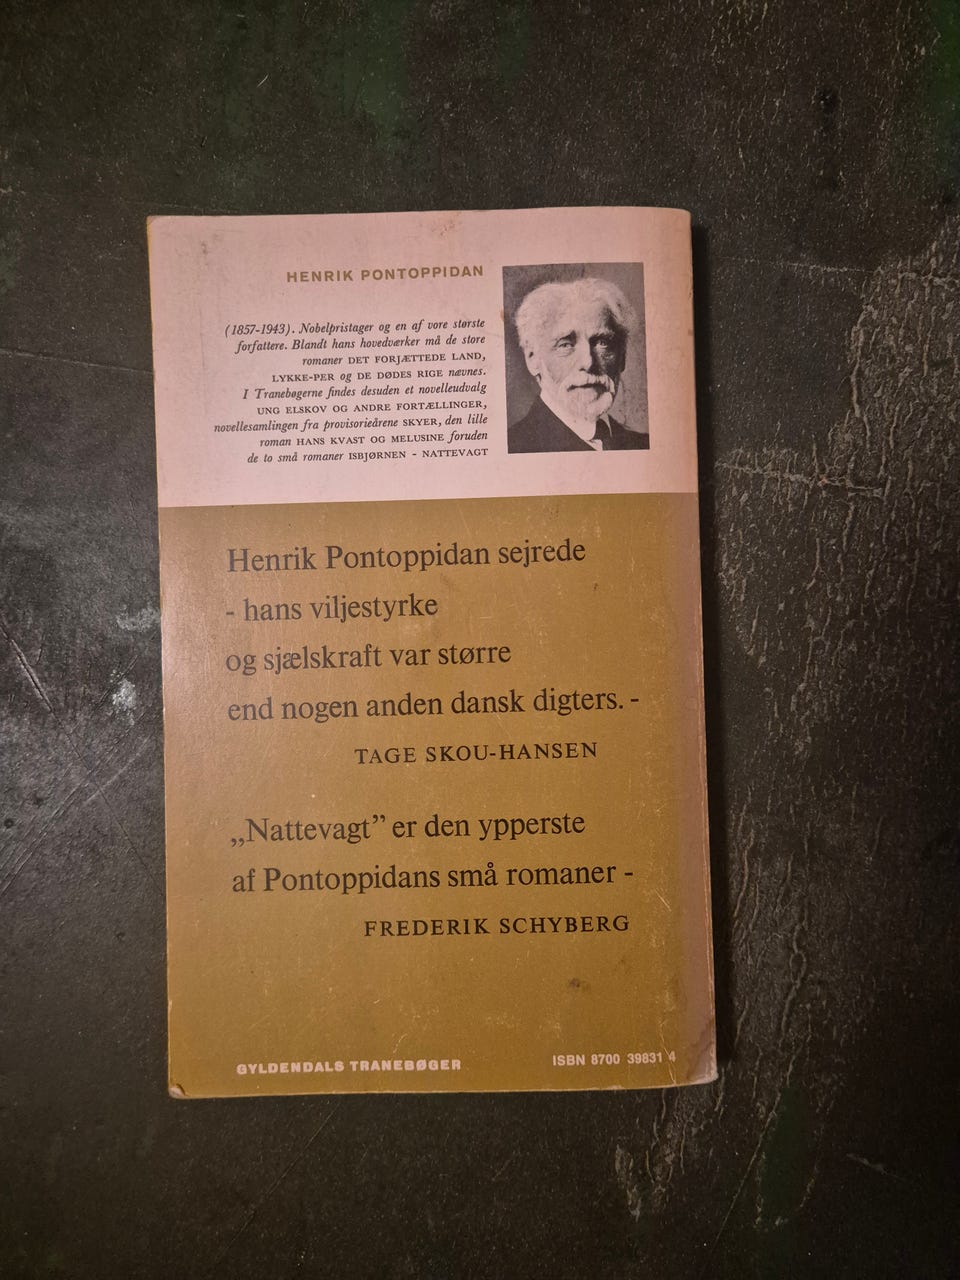 HENRIK PONTOPPIDAN
(1857-1943). Nobelpristager og en af vore største
forfattere. Blandt hans hovedværker må de store
romaner DET FORJÆTTEDE LAND,
LYKKE-PER og DE DØDES RIGE nævnes.
I Tranebøgerne findes desuden et novelleudvalg
UNG ELSKOV OG ANDRE FORTÆLLINGER,
novellesamlingen fra provisorieårene SKYER, den lille
roman HANS KVAST OG MELUSINE foruden
de to små romaner ISBJØRNEN - NATTEVAGT
Henrik Pontoppidan sejrede
- hans viljestyrke
og sjælskraft var større
end nogen anden dansk digters. -
TAGE SKOU-HANSEN
„Nattevagt” er den ypperste
af Pontoppidans små romaner -
FREDERIK SCHYBERG
GYLDENDALS TRANEBØGER
ISBN 8700 39831 4